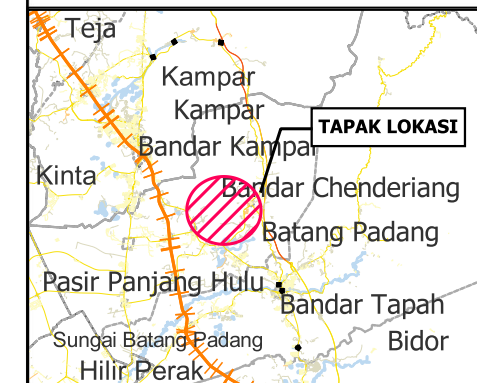 Teja
Kampar
Kampar
TAPAK LOKASI
Bandar Kampar
Kinta
Bandar Chenderiang
Batang Padang
Pasir Panjang Hulu
Bandar Tapah
Sungai Batang Padang
Bidor
Hilir Perak